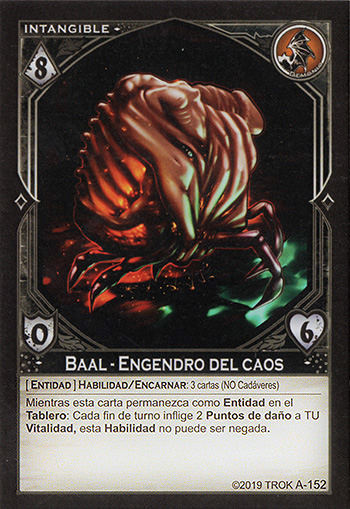 INTANGIBLE
DEMONIO
8
0
6
BAAL - ENGENDRO DEL CAOS
[ ENTIDAD ] HABILIDAD/ENCARNAR: 3 cartas (NO Cadáveres)
Mientras esta carta permanezca como Entidad en el
Tablero: Cada fin de turno inflige 2 Puntos de daño a TU
Vitalidad, esta Habilidad no puede ser negada.
©2019 TROK A-152